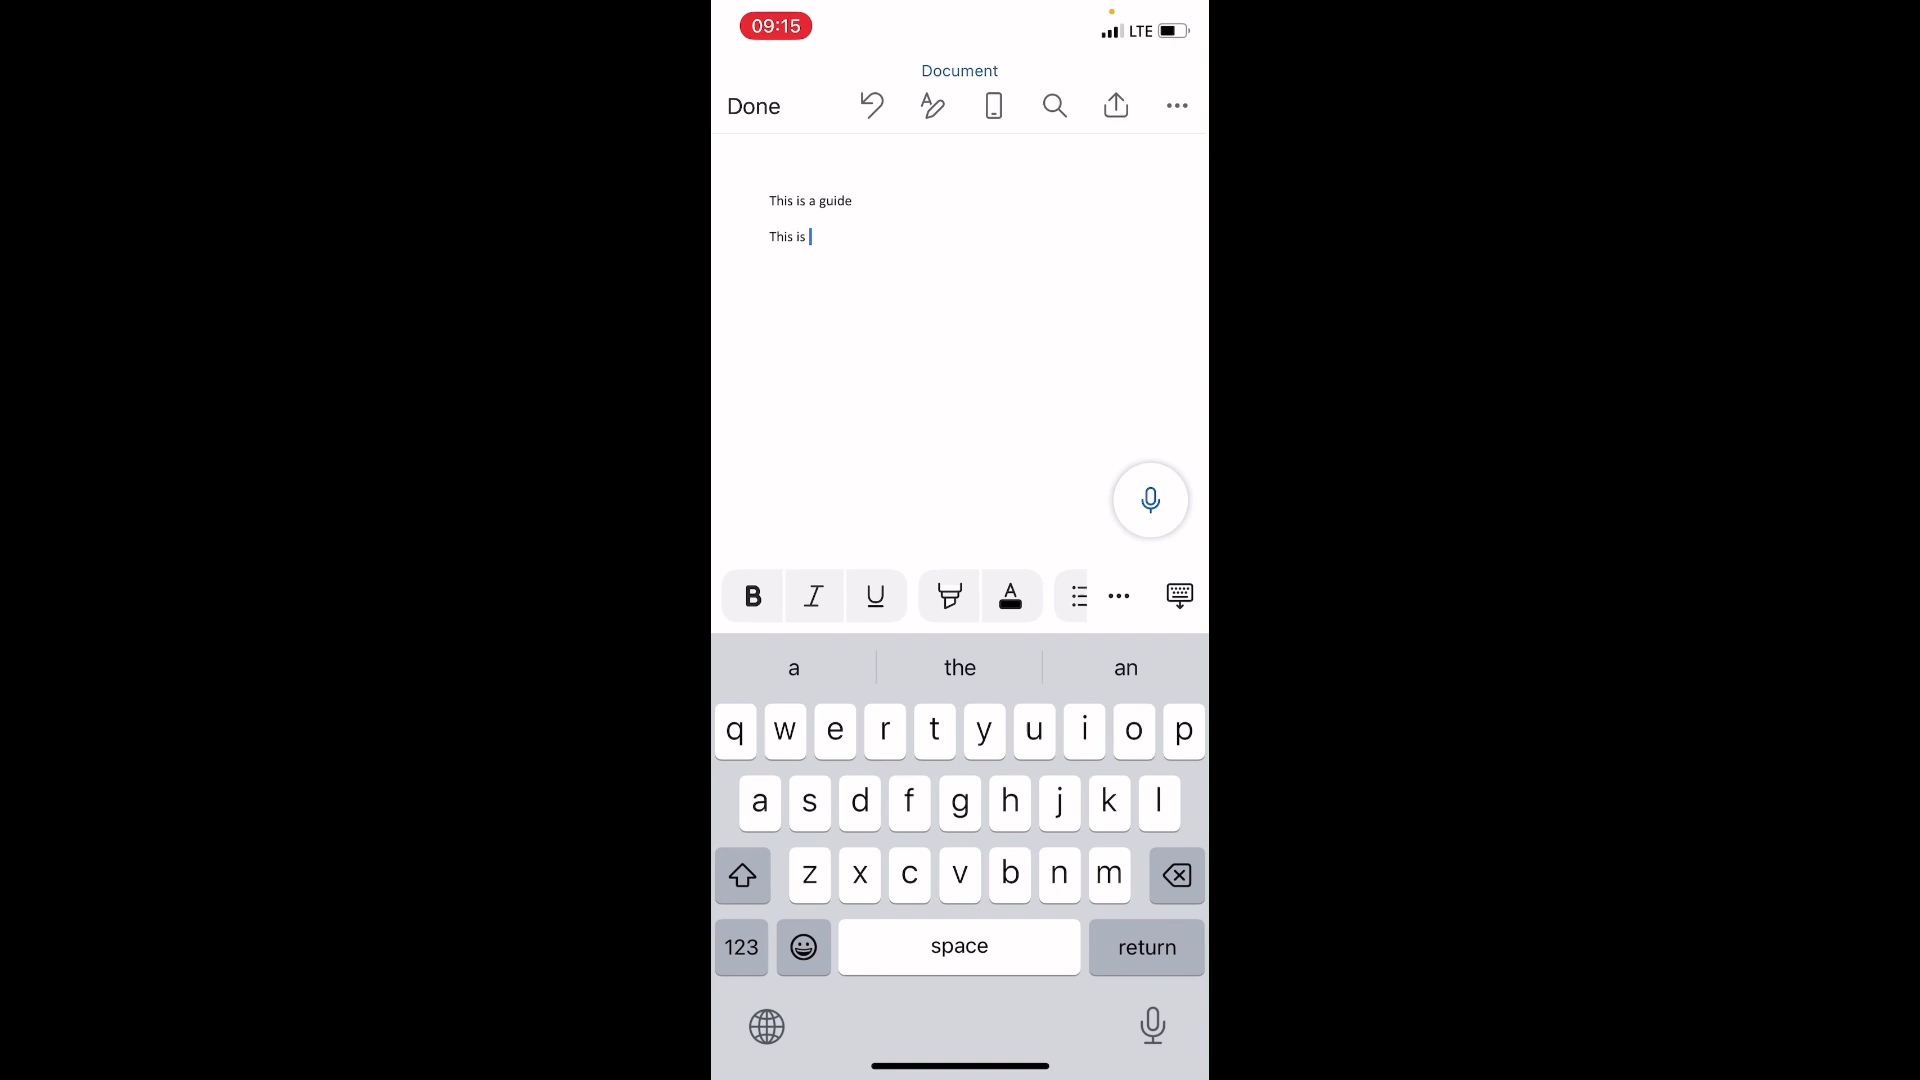 09:15
LTE
Document
Done
This is a guide
This is
B I U A
a the an
q w e r t y u i o p
a s d f g h j k l
z x c v b n m
123 space return